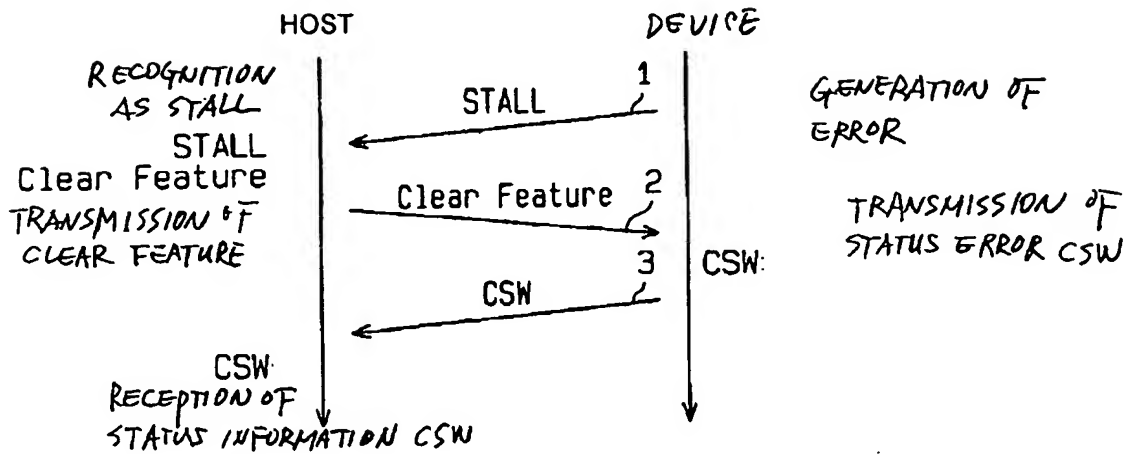 HOST
DEVICE
RECOGNITION
AS STALL
STALL
1
GENERATION OF
ERROR
STALL
Clear Feature
Clear Feature
2
TRANSMISSION OF
CLEAR FEATURE
TRANSMISSION OF
STATUS ERROR CSW
CSW:
3
CSW
CSW:
RECEPTION OF
STATUS INFORMATION CSW